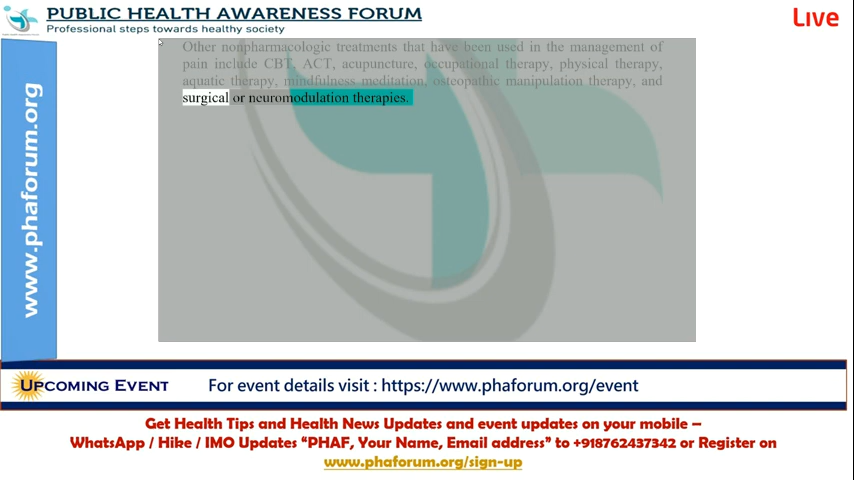 PUBLIC HEALTH AWARENESS FORUM
Professional steps towards healthy society
Live
www.phaforum.org
Other nonpharmacologic treatments that have been used in the management of
pain include CBT, ACT, acupuncture, occupational therapy, physical therapy,
aquatic therapy, mindfulness meditation, osteopathic manipulation therapy, and
surgical or neuromodulation therapies.
UPCOMING EVENT
For event details visit : https://www.phaforum.org/event
Get Health Tips and Health News Updates and event updates on your mobile –
WhatsApp / Hike / IMO Updates “PHAF, Your Name, Email address” to +918762437342 or Register on
www.phaforum.org/sign-up